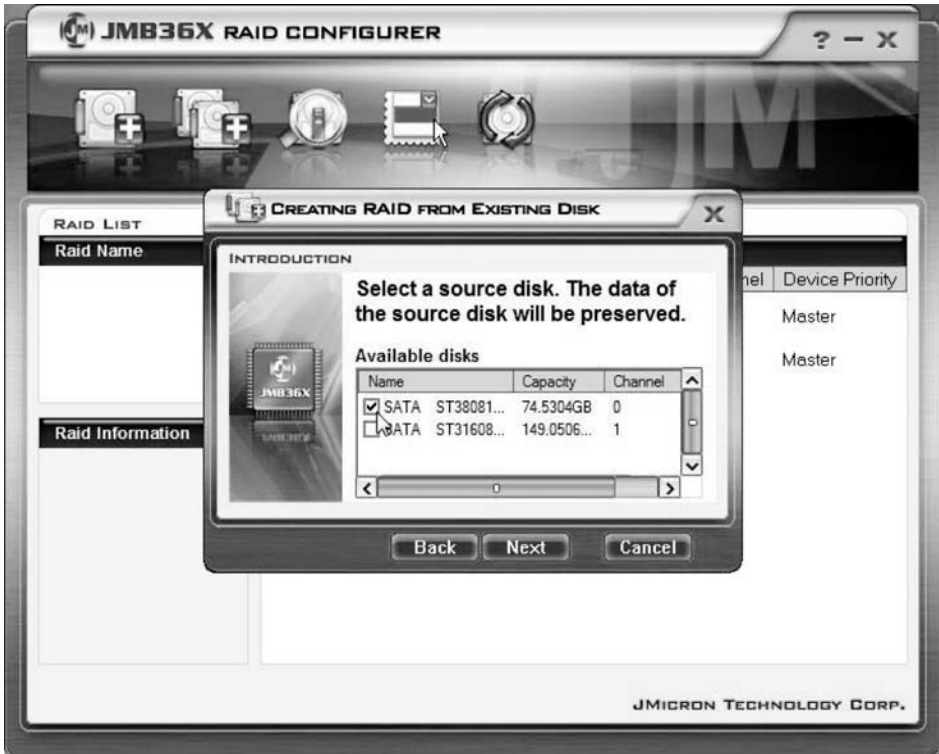 JMB36X RAID CONFIGURER
? – X
JM
RAID LIST
Raid Name
Device Priority
Master
Master
Raid Information
CREATING RAID FROM EXISTING DISK
X
INTRODUCTION
JMB36X
Select a source disk. The data of
the source disk will be preserved.
Available disks
Name Capacity Channel
SATA ST38081... 74.5304GB 0
SATA ST31608... 149.0506... 1
Back Next Cancel
JMICRON TECHNOLOGY CORP.